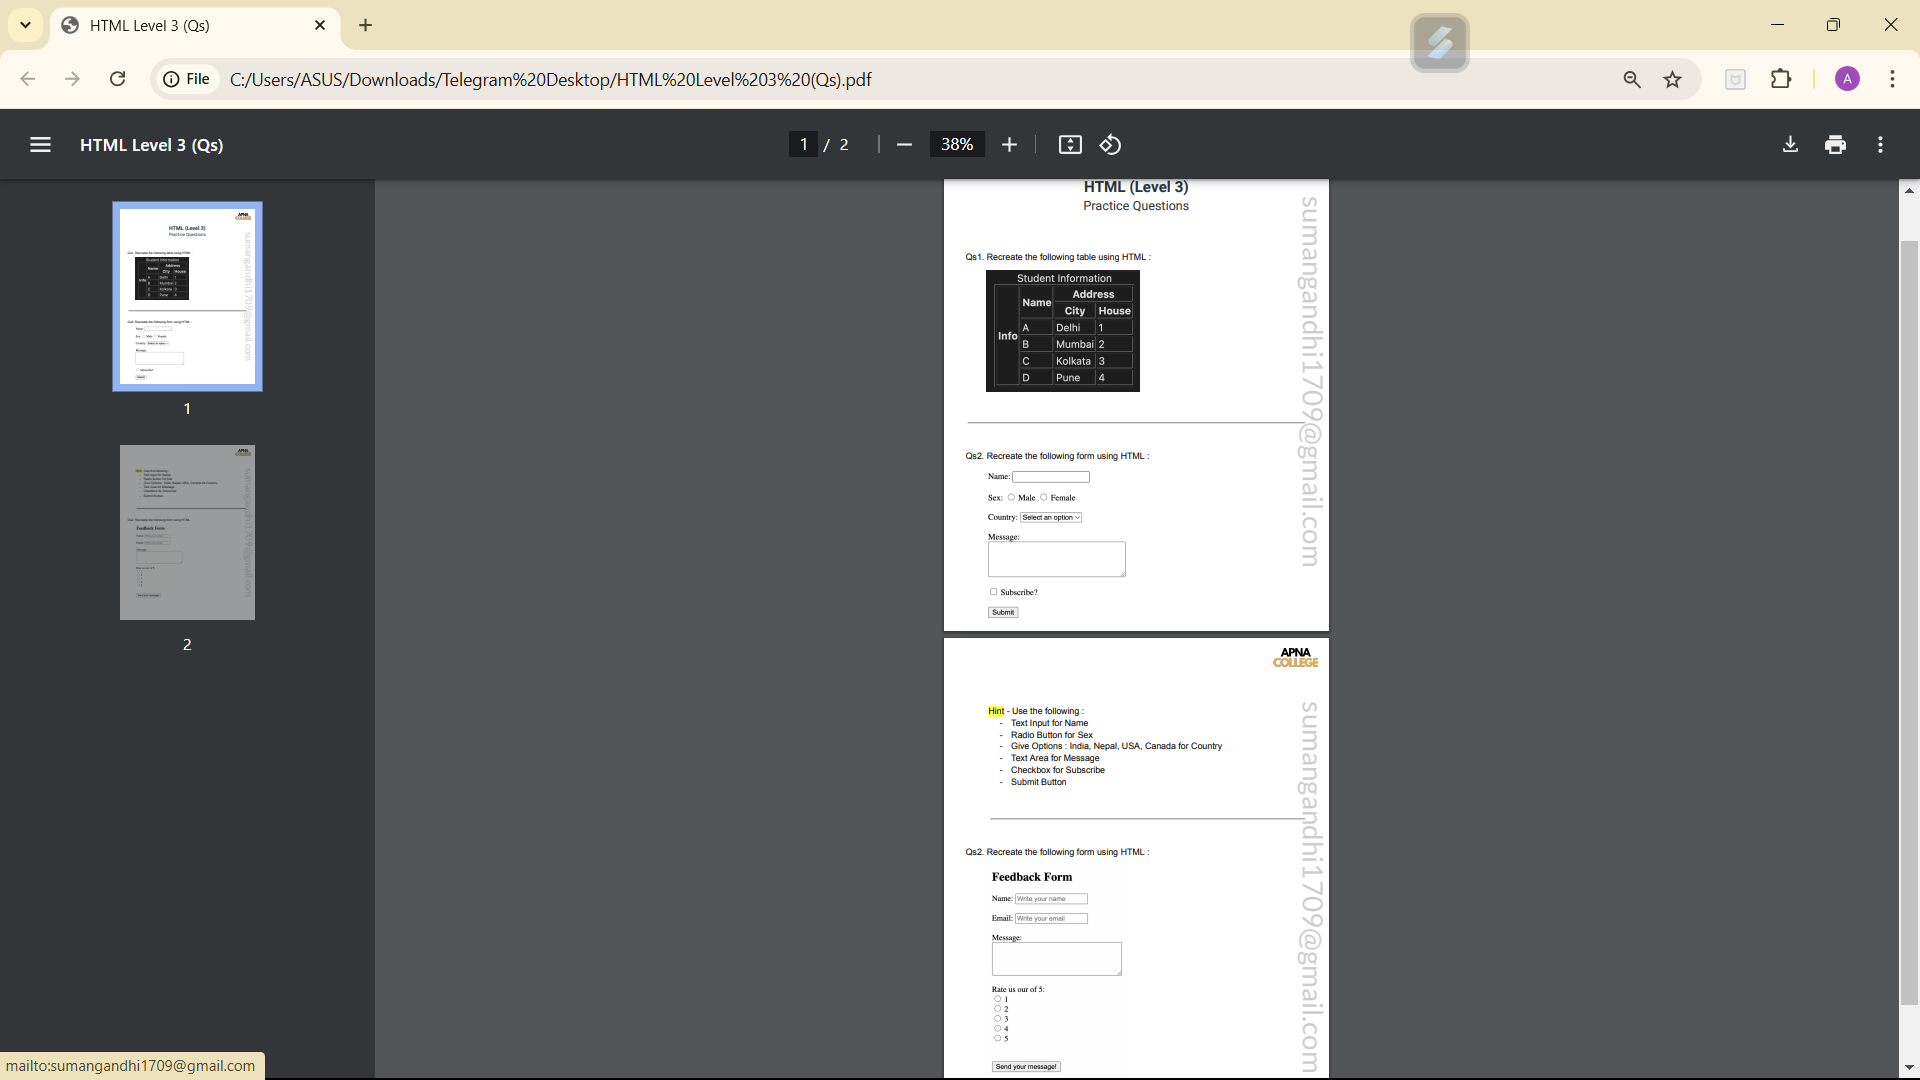 HTML Level 3 (Qs)
File
C:/Users/ASUS/Downloads/Telegram%20Desktop/HTML%20Level%203%20(Qs).pdf
A
HTML Level 3 (Qs)
1 / 2
38%
1
2
HTML (Level 3)
Practice Questions
Qs1. Recreate the following table using HTML :
Student Information
Info Name Address
City House
A Delhi 1
B Mumbai 2
C Kolkata 3
D Pune 4
Qs2. Recreate the following form using HTML :
Name:
Sex: Male Female
Country: Select an option
Message:
Subscribe?
Submit
sumangandhi1709@gmail.com
APNA
COLLEGE
Hint - Use the following :
- Text Input for Name
- Radio Button for Sex
- Give Options : India, Nepal, USA, Canada for Country
- Text Area for Message
- Checkbox for Subscribe
- Submit Button
Qs2. Recreate the following form using HTML :
Feedback Form
Name: Write your name
Email: Write your email
Message:
Rate us our of 5:
1
2
3
4
5
Send your message!
sumangandhi1709@gmail.com
mailto:sumangandhi1709@gmail.com